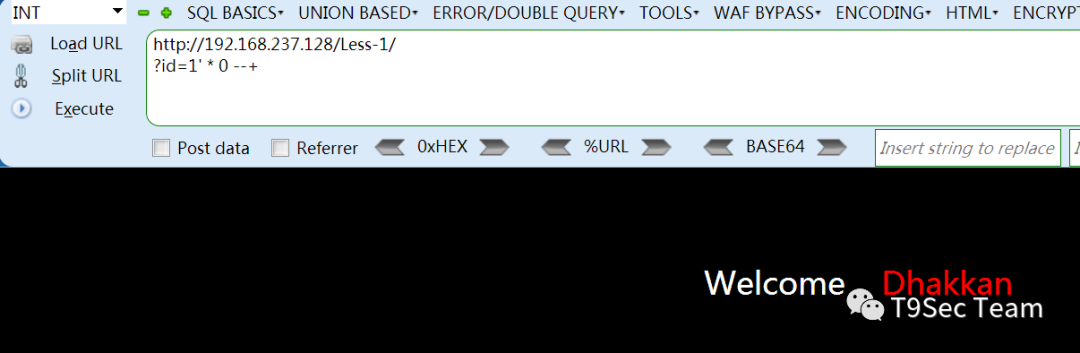 INT SQL BASICS▾ UNION BASED▾ ERROR/DOUBLE QUERY▾ TOOLS▾ WAF BYPASS▾ ENCODING▾ HTML▾ ENCRYPT
Load URL
http://192.168.237.128/Less-1/
?id=1' * 0 --+
Split URL
Execute
Post data Referrer 0xHEX %URL BASE64 Insert string to replace
Welcome Dhakkan
T9Sec Team